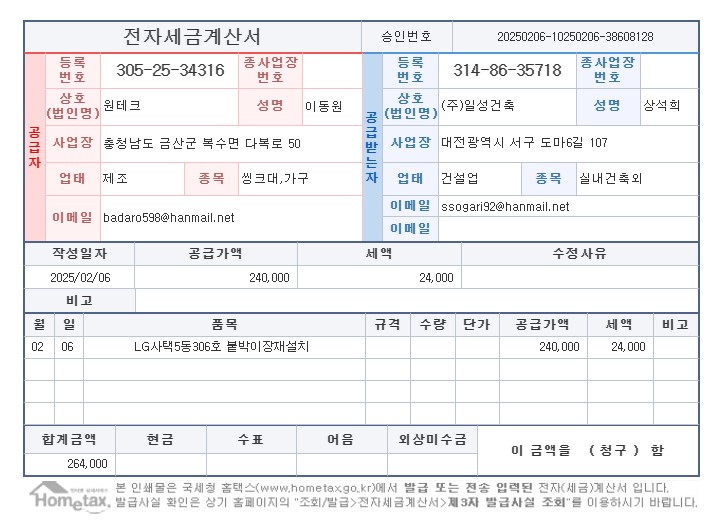 전자세금계산서 승인번호 20250206-10250206-38608128
공급자
등록번호 305-25-34316 종사업장번호
상호(법인명) 원테크 성명 이동원
사업장 충청남도 금산군 복수면 다복로 50
업태 제조 종목 씽크대,가구
이메일 badaro598@hanmail.net
공급받는자
등록번호 314-86-35718 종사업장번호
상호(법인명) (주)일성건축 성명 상석희
사업장 대전광역시 서구 도마6길 107
업태 건설업 종목 실내건축외
이메일 ssogari92@hanmail.net
이메일
작성일자 공급가액 세액 수정사유
2025/02/06 240,000 24,000
비고
월 일 품목 규격 수량 단가 공급가액 세액 비고
02 06 LG사택5동306호 붙박이장재설치 240,000 24,000
합계금액 현금 수표 어음 외상미수금 이 금액을 (청구) 함
264,000
Hometax. 본 인쇄물은 국세청 홈택스(www.hometax.go.kr)에서 발급 또는 전송 입력된 전자(세금)계산서 입니다.
발급사실 확인은 상기 홈페이지의 "조회/발급>전자세금계산서>제3자 발급사실 조회"를 이용하시기 바랍니다.